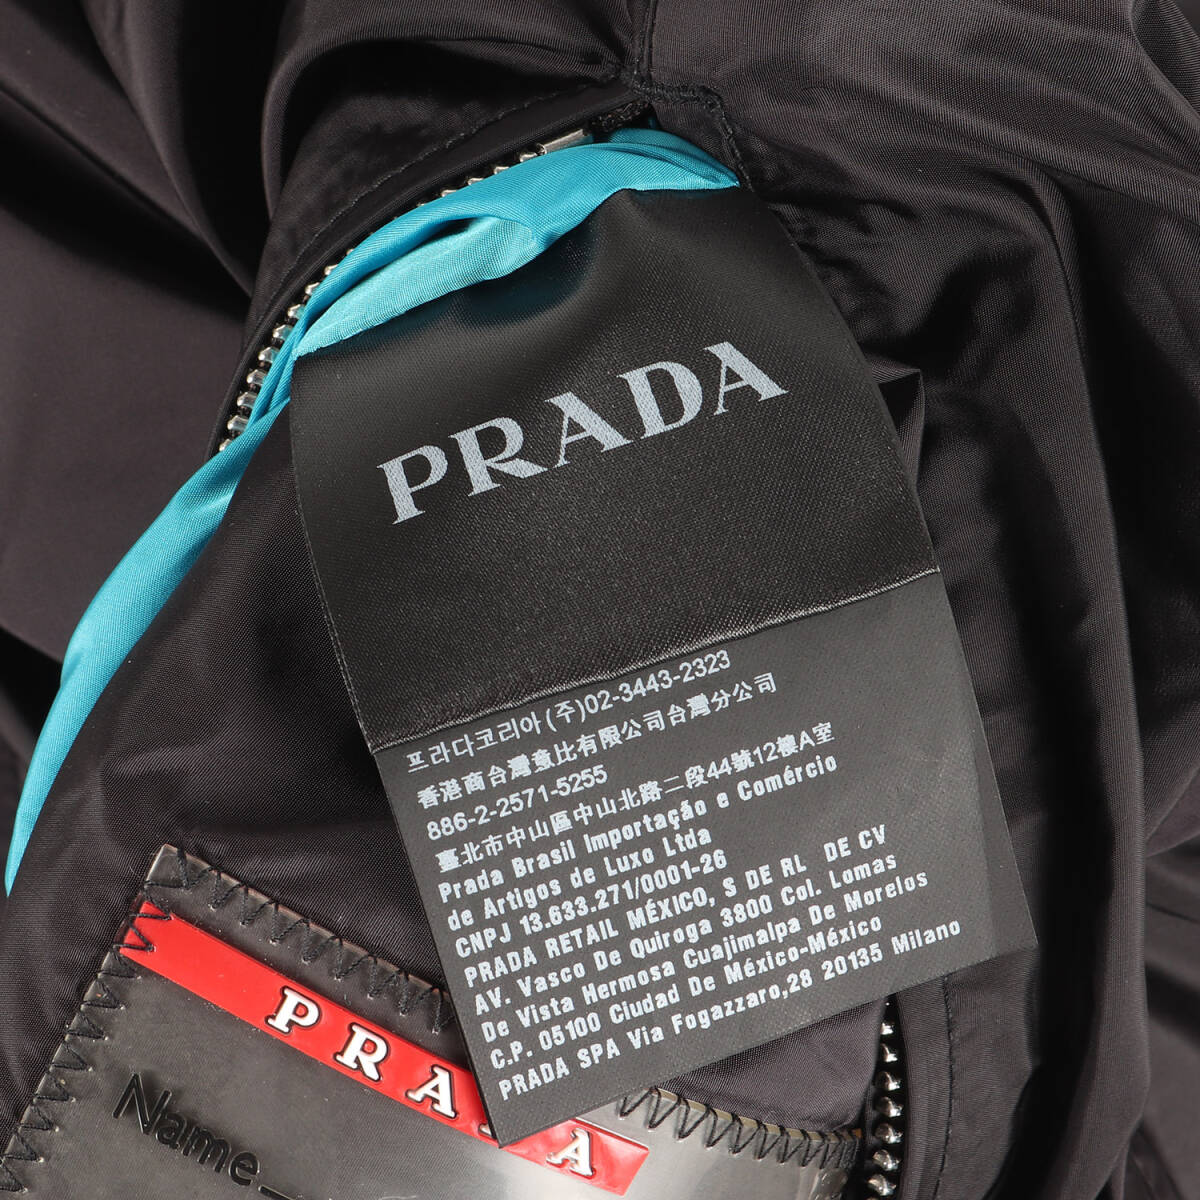 PRADA
프라다코리아(주)02-3443-2323
香港商台灣意比有限公司台灣分公司
886-2-2571-5255
臺北市中山區中山北路二段44號12樓A室
Prada Brasil Importação e Comércio
de Artigos de Luxo Ltda
CNPJ 13.633.271/0001-26
PRADA RETAIL MÉXICO, S DE RL DE CV
AV. Vasco De Quiroga 3800 Col. Lomas
De Vista Hermosa Cuajimalpa De Morelos
C.P. 05100 Ciudad De México-México
PRADA SPA Via Fogazzaro,28 20135 Milano
PRADA
Name